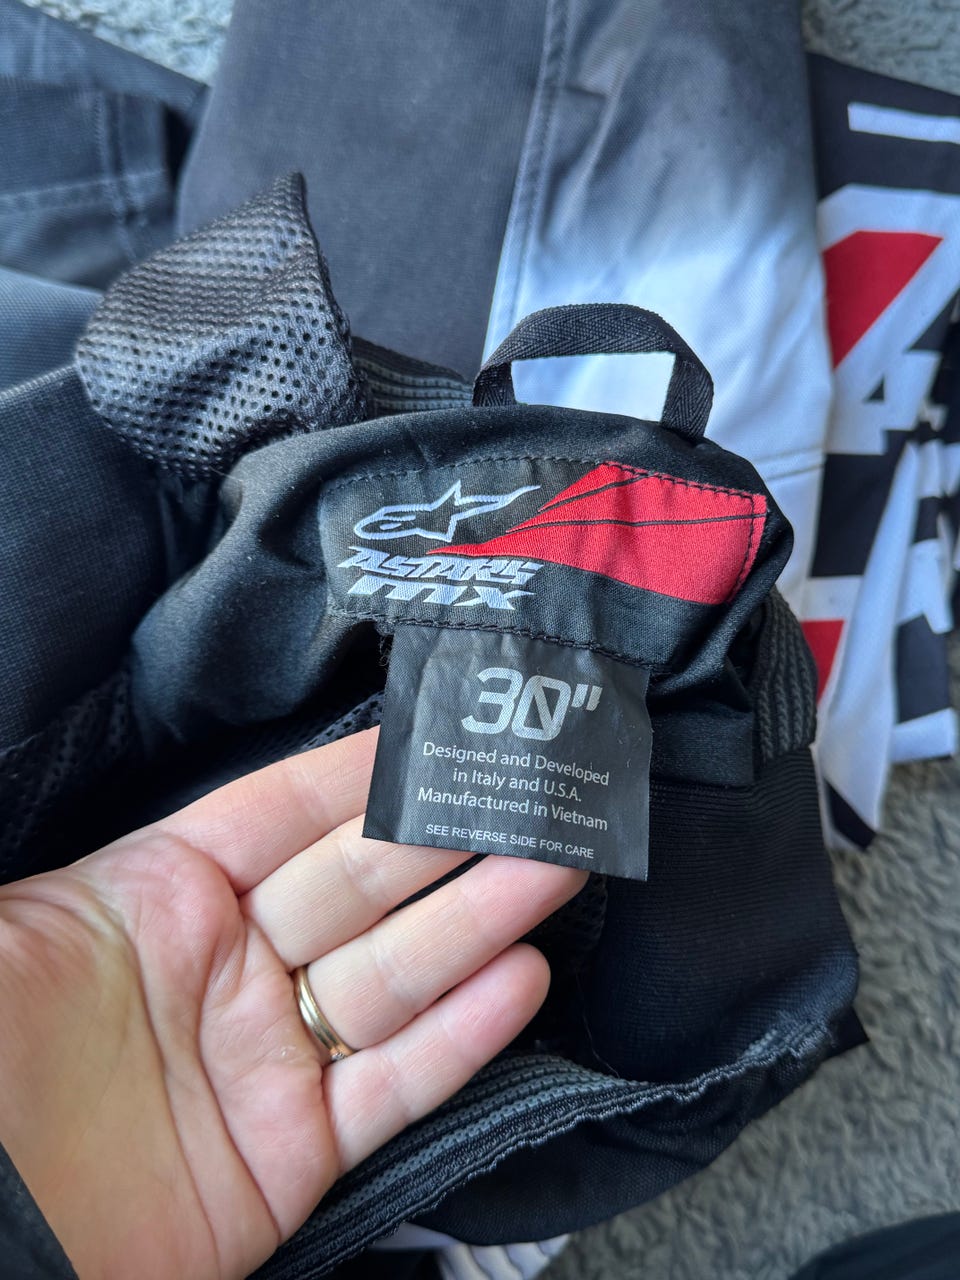 ASTARS
MX
30"
Designed and Developed
in Italy and U.S.A.
Manufactured in Vietnam
SEE REVERSE SIDE FOR CARE